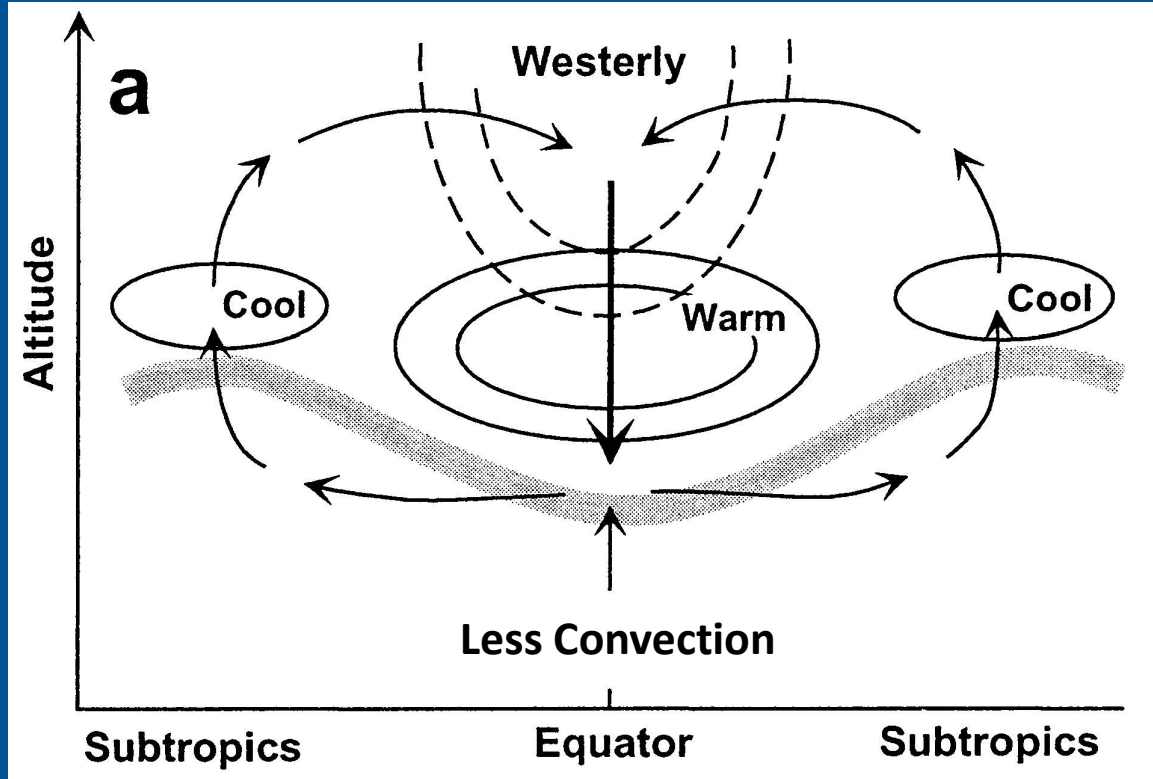 a
Westerly
Cool
Warm
Cool
Altitude
Less Convection
Subtropics
Equator
Subtropics